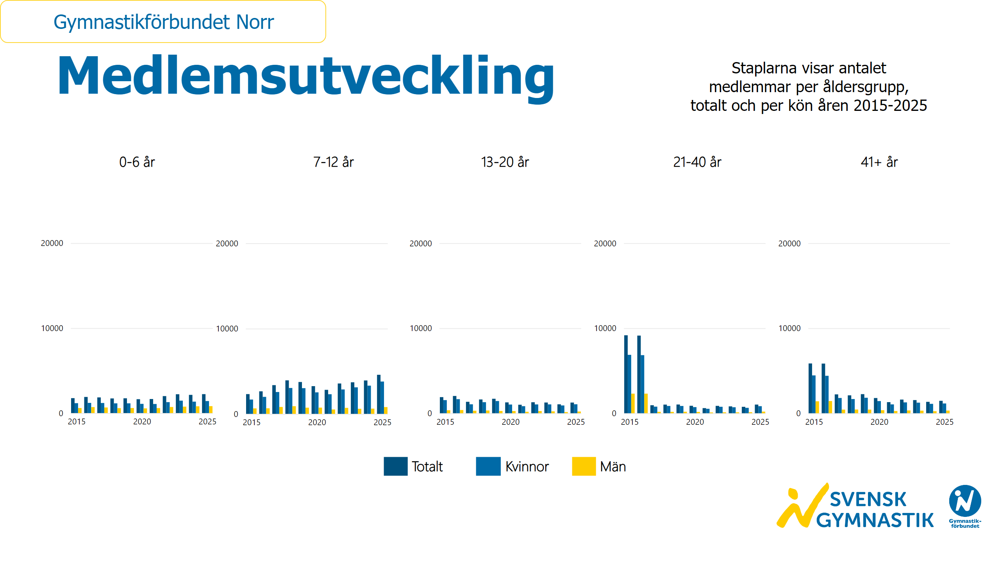 Gymnastikförbundet Norr
Medlemsutveckling
Staplarna visar antalet
medlemmar per åldersgrupp,
totalt och per kön åren 2015-2025
0-6 år
7-12 år
13-20 år
21-40 år
41+ år
20000
10000
0
2015 2020 2025
20000
10000
0
2015 2020 2025
20000
10000
0
2015 2020 2025
20000
10000
0
2015 2020 2025
20000
10000
0
2015 2020 2025
Totalt
Kvinnor
Män
SVENSK
GYMNASTIK
Gymnastik-
förbundet